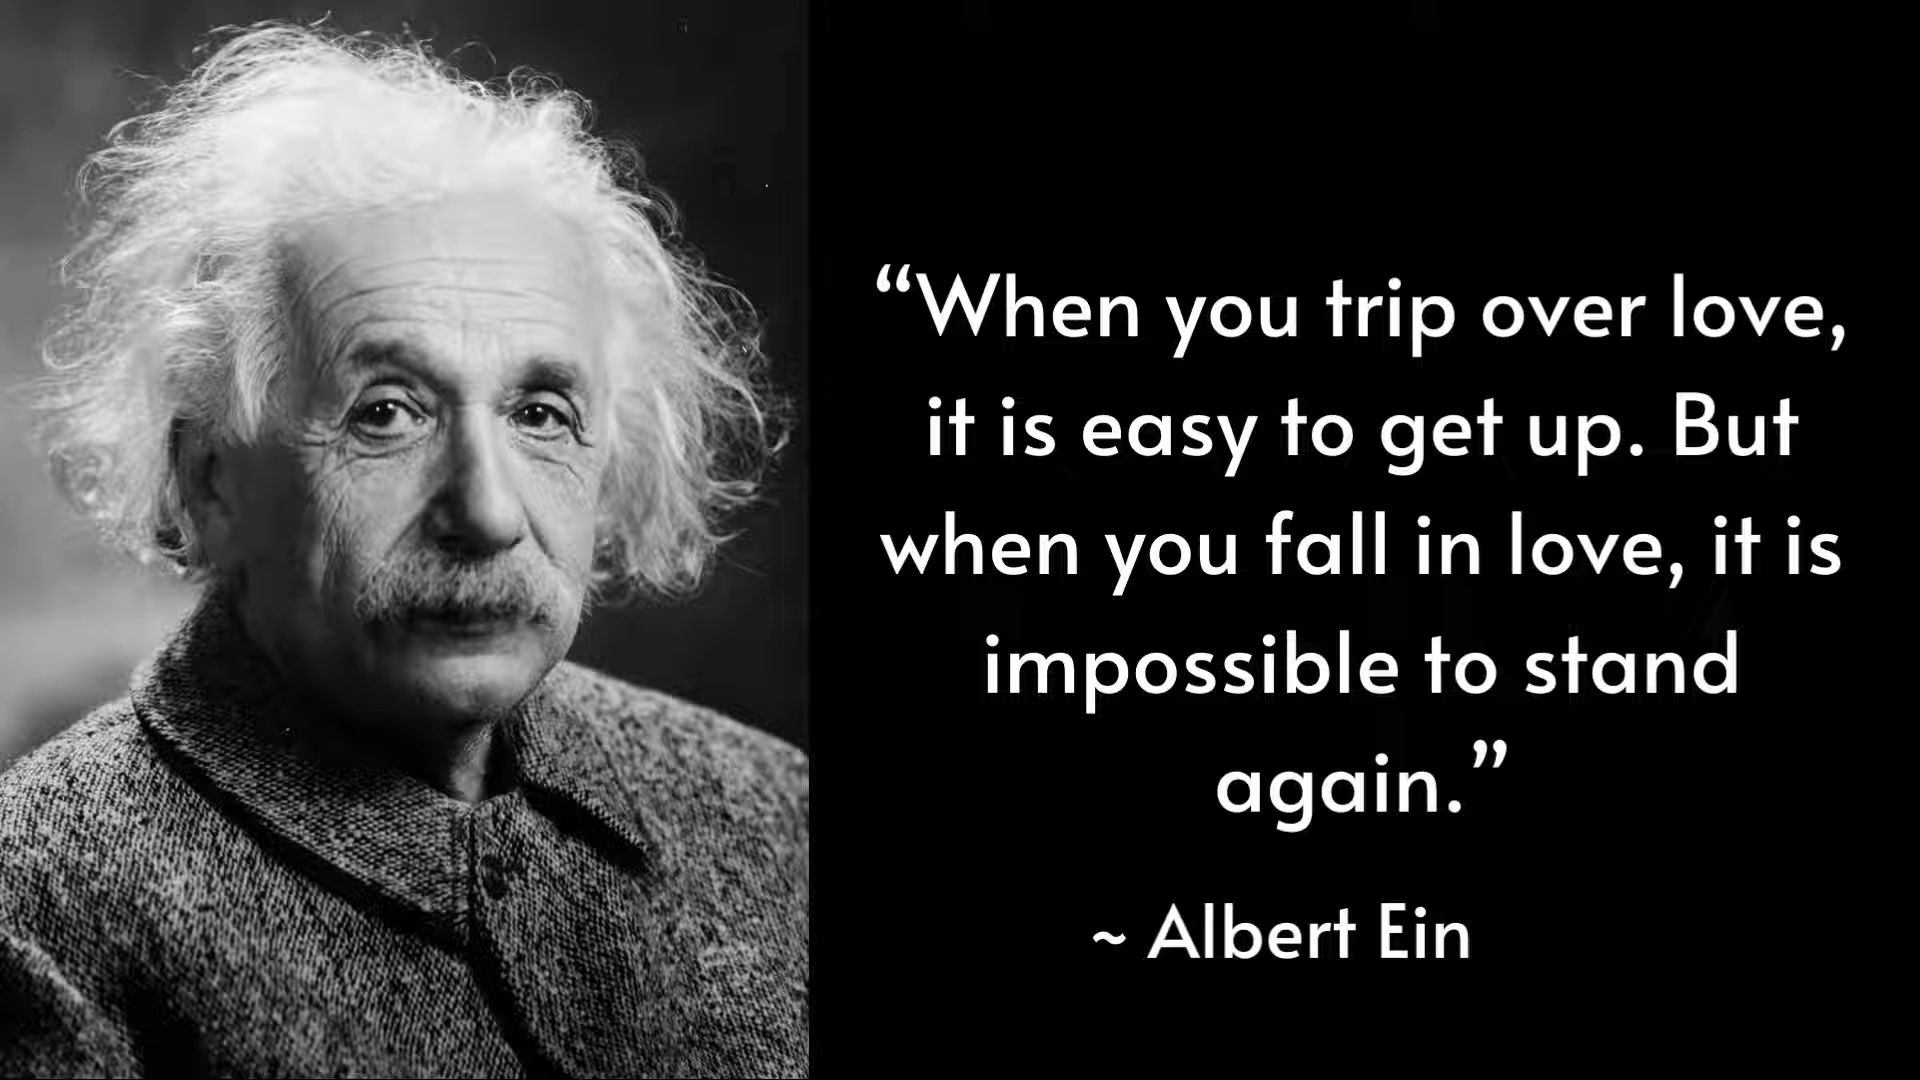 “When you trip over love,
it is easy to get up. But
when you fall in love, it is
impossible to stand
again.”
~ Albert Ein